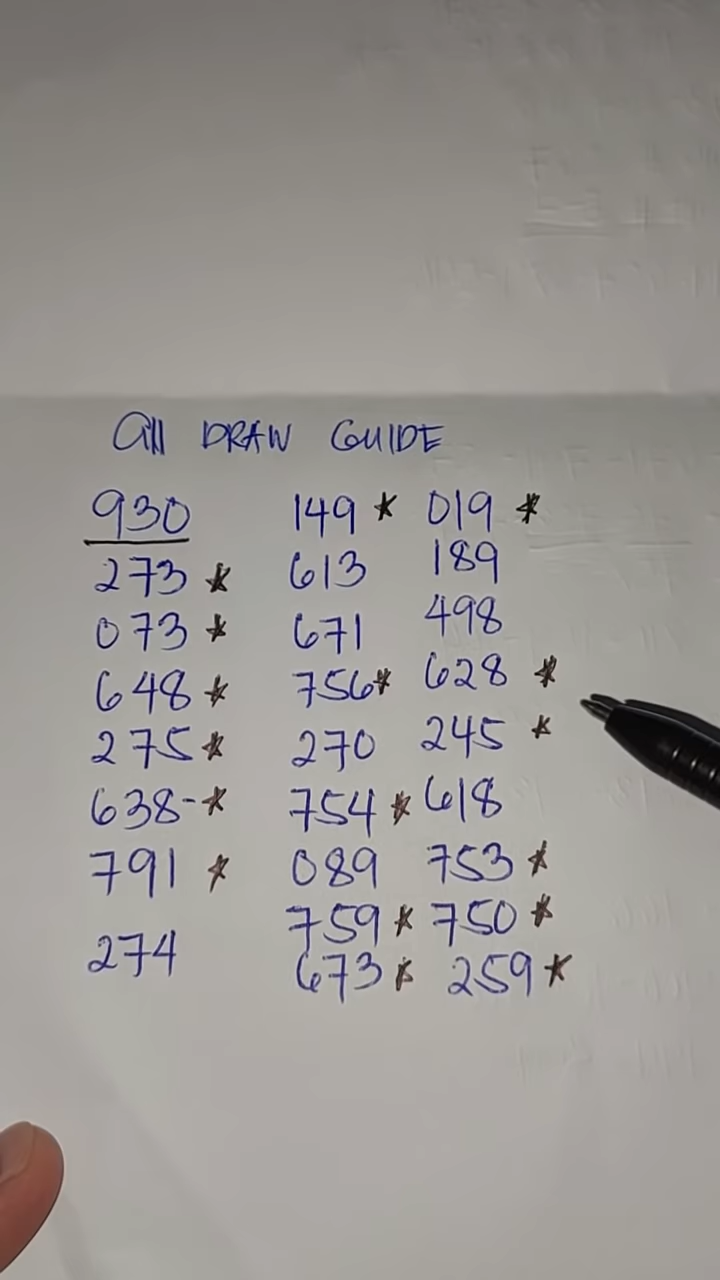 all DRAW GUIDE
930 149 * 019 *
273 * 613 189
073 * 671 498
648 * 756 * 628 *
275 * 270 245 *
638-* 754 * 618
791 * 089 753 *
274 759 * 750 *
673 * 259 *